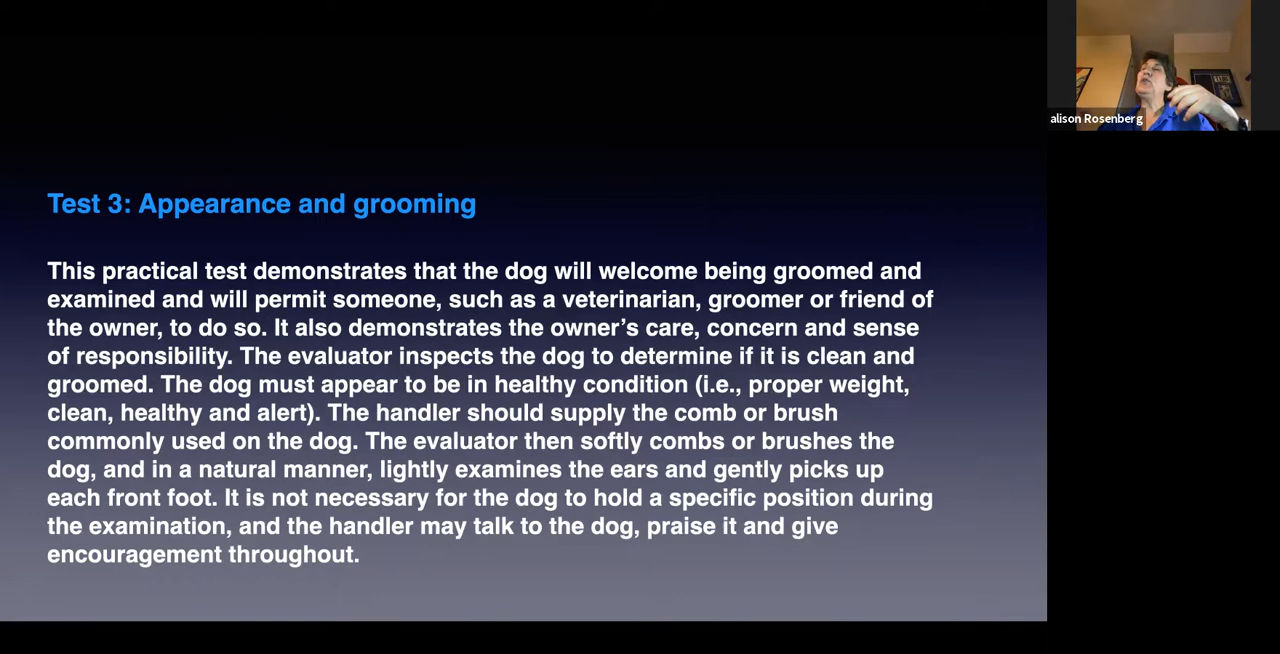 alison Rosenberg
Test 3: Appearance and grooming
This practical test demonstrates that the dog will welcome being groomed and
examined and will permit someone, such as a veterinarian, groomer or friend of
the owner, to do so. It also demonstrates the owner’s care, concern and sense
of responsibility. The evaluator inspects the dog to determine if it is clean and
groomed. The dog must appear to be in healthy condition (i.e., proper weight,
clean, healthy and alert). The handler should supply the comb or brush
commonly used on the dog. The evaluator then softly combs or brushes the
dog, and in a natural manner, lightly examines the ears and gently picks up
each front foot. It is not necessary for the dog to hold a specific position during
the examination, and the handler may talk to the dog, praise it and give
encouragement throughout.